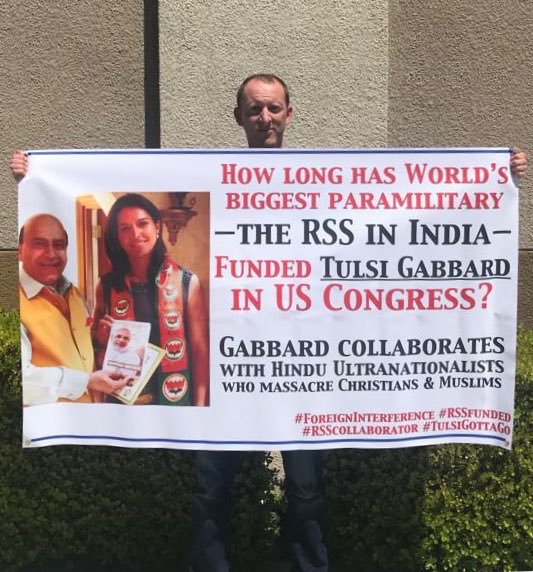 How long has World's
biggest paramilitary
–the RSS in India–
Funded Tulsi Gabbard
in US Congress?
Gabbard collaborates
with Hindu Ultranationalists
who massacre Christians & Muslims
#ForeignInterference #RSSfunded
#RSScollaborator #TulsiGottaGo